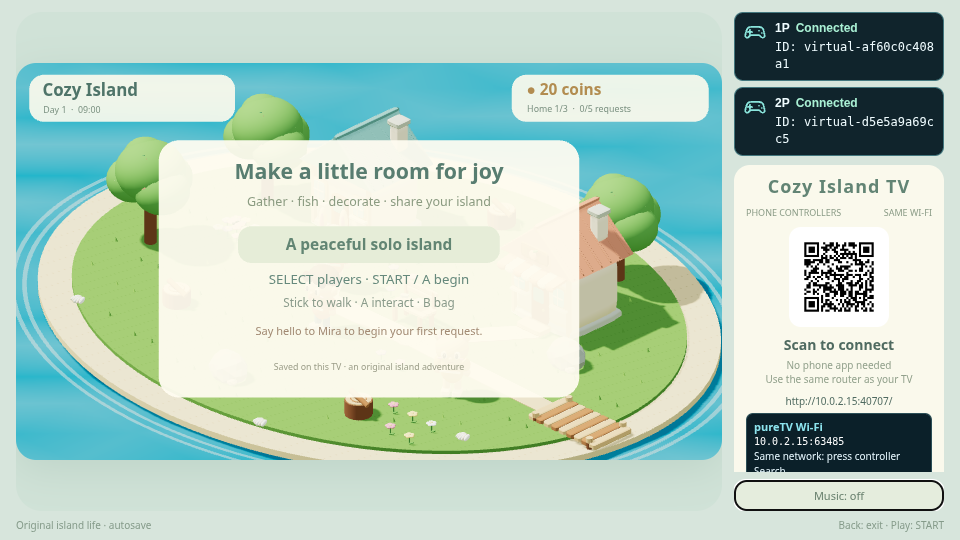 Cozy Island
Day 1 · 09:00
● 20 coins
Home 1/3 · 0/5 requests
Make a little room for joy
Gather · fish · decorate · share your island
A peaceful solo island
SELECT players · START / A begin
Stick to walk · A interact · B bag
Say hello to Mira to begin your first request.
Saved on this TV · an original island adventure
1P Connected
ID: virtual-af60c0c408
a1
2P Connected
ID: virtual-d5e5a9a69c
c5
Cozy Island TV
PHONE CONTROLLERS SAME WI-FI
Scan to connect
No phone app needed
Use the same router as your TV
http://10.0.2.15:40707/
pureTV Wi-Fi
10.0.2.15:63485
Same network: press controller
Search
Music: off
Original island life · autosave
Back: exit · Play: START